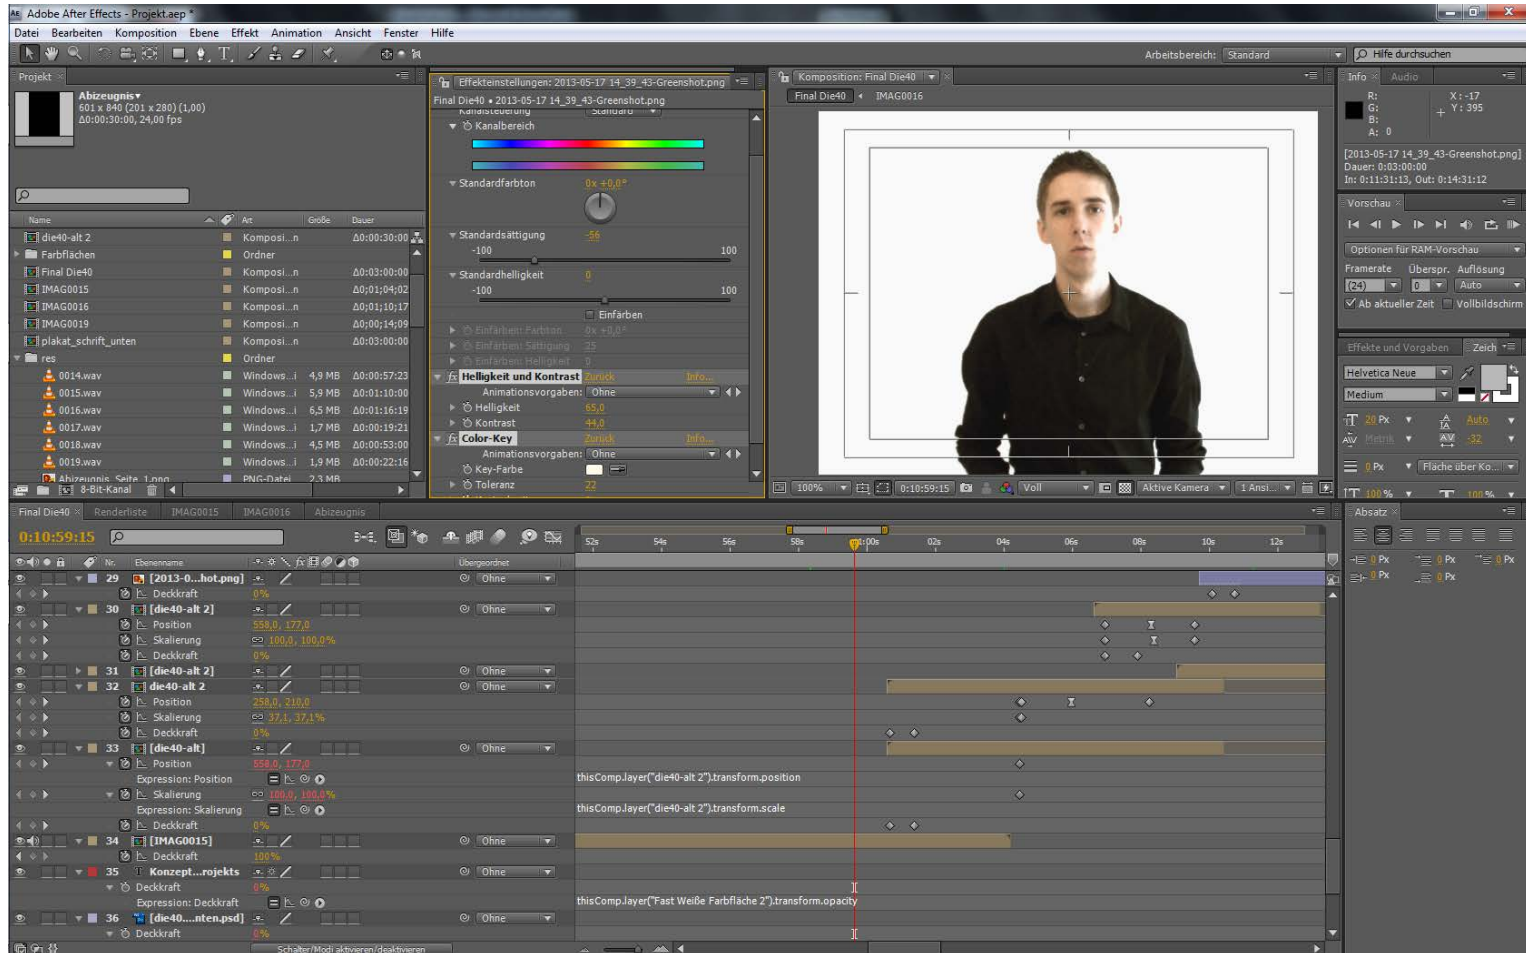 Adobe After Effects - Projekt.aep *
Datei Bearbeiten Komposition Ebene Effekt Animation Ansicht Fenster Hilfe
Arbeitsbereich: Standard
Hilfe durchsuchen
Projekt
Abizeugnis
601 x 840 (201 x 280) (1,00)
Δ0:00:30:00, 24,00 fps
Name Art Größe Dauer
die40-alt 2 Komposi...n Δ0:00:30:00
Farbflächen Ordner
Final Die40 Komposi...n Δ0:03:00:00
IMAG0015 Komposi...n Δ0;01;04;02
IMAG0016 Komposi...n Δ0;01;10;17
IMAG0019 Komposi...n Δ0;00;14;09
plakat_schrift_unten Komposi...n Δ0:03:00:00
res Ordner
0014.wav Windows...i 4,9 MB Δ0:00:57:23
0015.wav Windows...i 5,9 MB Δ0:01:10:00
0016.wav Windows...i 6,5 MB Δ0:01:16:19
0017.wav Windows...i 1,7 MB Δ0:00:19:21
0018.wav Windows...i 4,5 MB Δ0:00:53:00
0019.wav Windows...i 1,9 MB Δ0:00:22:16
Abizeugnis_Seite_1.png PNG-Datei 2,3 MB
8-Bit-Kanal
Effekteinstellungen: 2013-05-17 14_39_43-Greenshot.png
Final Die40 • 2013-05-17 14_39_43-Greenshot.png
Kanalsteuerung Standard
Kanalbereich
Standardfarbton 0x +0,0°
Standardsättigung -56
-100 100
Standardhelligkeit 0
-100 100
Einfärben
Einfärben: Farbton 0x +0,0°
Einfärben: Sättigung 25
Einfärben: Helligkeit 0
fx Helligkeit und Kontrast Zurück Info...
Animationsvorgaben: Ohne
Helligkeit 65,0
Kontrast 44,0
fx Color-Key Zurück Info...
Animationsvorgaben: Ohne
Key-Farbe
Toleranz 22
Komposition: Final Die40
Final Die40 IMAG0016
100% 0:10:59:15 Voll Aktive Kamera 1 Ansi...
Info Audio
R: X : -17
G: Y : 395
B:
A: 0
[2013-05-17 14_39_43-Greenshot.png]
Dauer: 0:03:00:00
In: 0:11:31:13, Out: 0:14:31:12
Vorschau
Optionen für RAM-Vorschau
Framerate Überspr. Auflösung
(24) 0 Auto
Ab aktueller Zeit Vollbildschirm
Effekte und Vorgaben Zeich
Helvetica Neue
Medium
20 Px Auto
Metrik -32
0 Px Fläche über Ko...
100 % 100 %
Final Die40 Renderliste IMAG0015 IMAG0016 Abizeugnis
0:10:59:15
Nr. Ebenenname Übergeordnet
52s 54s 56s 58s 1:00s 02s 04s 06s 08s 10s 12s
29 [2013-0...hot.png] Ohne
Deckkraft 0%
30 [die40-alt 2] Ohne
Position 558,0, 177,0
Skalierung 100,0, 100,0%
Deckkraft 0%
31 [die40-alt 2] Ohne
32 die40-alt 2 Ohne
Position 258,0, 210,0
Skalierung 37,1, 37,1%
Deckkraft 0%
33 [die40-alt] Ohne
Position 558,0, 177,0
Expression: Position thisComp.layer("die40-alt 2").transform.position
Skalierung 100,0, 100,0%
Expression: Skalierung thisComp.layer("die40-alt 2").transform.scale
Deckkraft 0%
34 [IMAG0015] Ohne
Deckkraft 100%
35 T Konzept...rojekts Ohne
Deckkraft 0%
Expression: Deckkraft thisComp.layer("Fast Weiße Farbfläche 2").transform.opacity
36 [die40....nten.psd] Ohne
Deckkraft 0%
Schalter/Modi aktivieren/deaktivieren
Absatz
0 Px 0 Px 0 Px
0 Px 0 Px